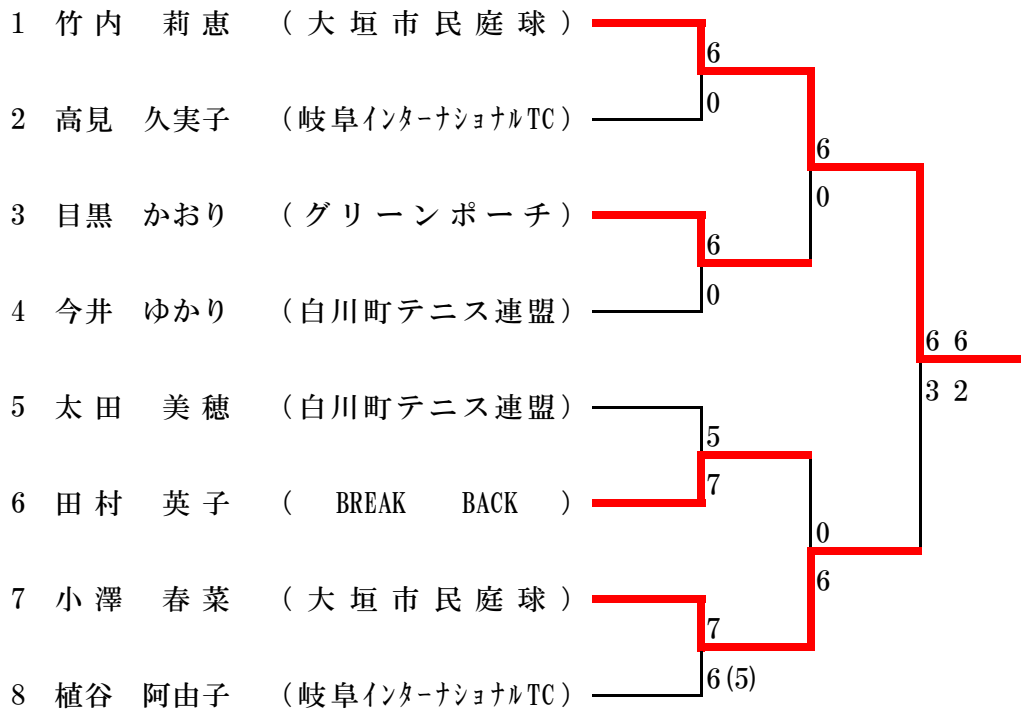 1 竹内 莉恵 (大垣市民庭球)
6
0
2 高見 久実子 (岐阜インターナショナルTC)
6
0
3 目黒 かおり (グリーンポーチ)
6
0
4 今井 ゆかり (白川町テニス連盟)
6 6
3 2
5 太田 美穂 (白川町テニス連盟)
5
7
6 田村 英子 ( BREAK BACK )
0
6
7 小澤 春菜 (大垣市民庭球)
7
6(5)
8 植谷 阿由子 (岐阜インターナショナルTC)